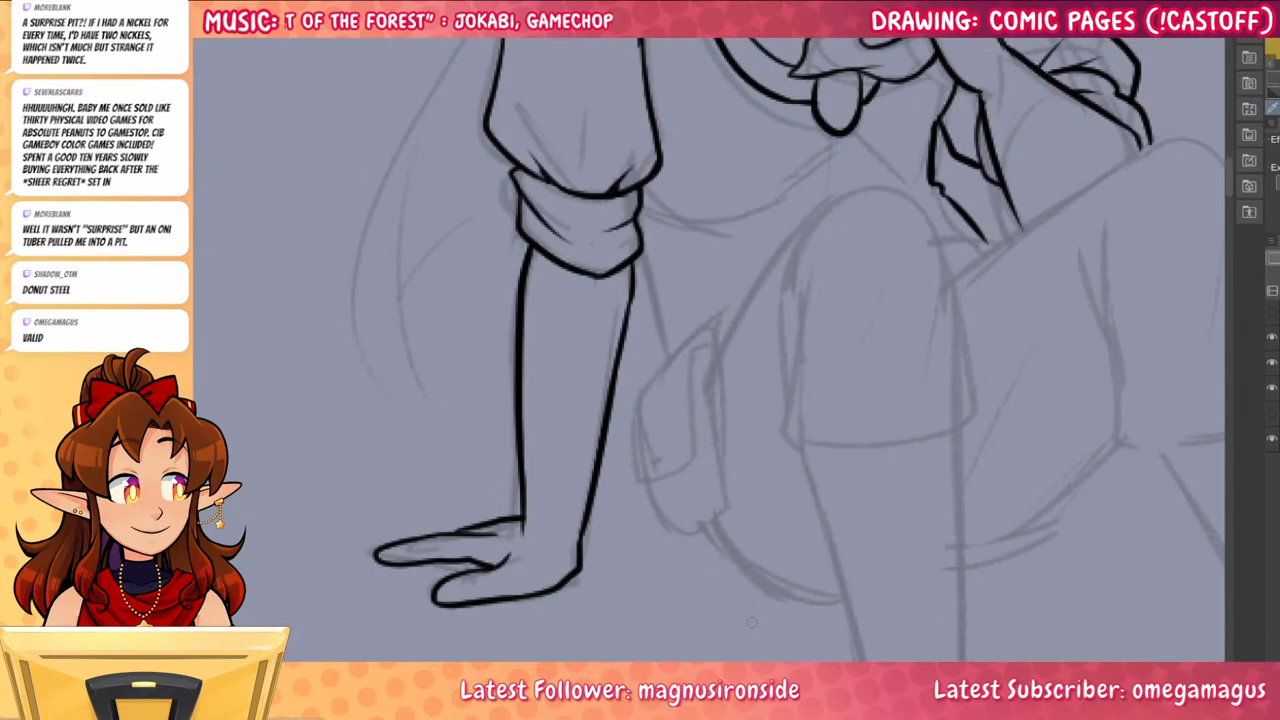 MOREBLANK
A SURPRISE PIT?! IF I HAD A NICKEL FOR
EVERY TIME, I'D HAVE TWO NICKELS,
WHICH ISN'T MUCH BUT STRANGE IT
HAPPENED TWICE.
SEVENLASCARAS
HHUUUUHNGH. BABY ME ONCE SOLD LIKE
THIRTY PHYSICAL VIDEO GAMES FOR
ABSOLUTE PEANUTS TO GAMESTOP. CIB
GAMEBOY COLOR GAMES INCLUDED!
SPENT A GOOD TEN YEARS SLOWLY
BUYING EVERYTHING BACK AFTER THE
*SHEER REGRET* SET IN
MOREBLANK
WELL IT WASN'T "SURPRISE" BUT AN ONI
TUBER PULLED ME INTO A PIT.
SHADOW_OTM
DONUT STEEL
OMEGAMAGUS
VALID
MUSIC: T OF THE FOREST" : JOKABI, GAMECHOP
DRAWING: COMIC PAGES (!CASTOFF)
Latest Follower: magnusironside
Latest Subscriber: omegamagus